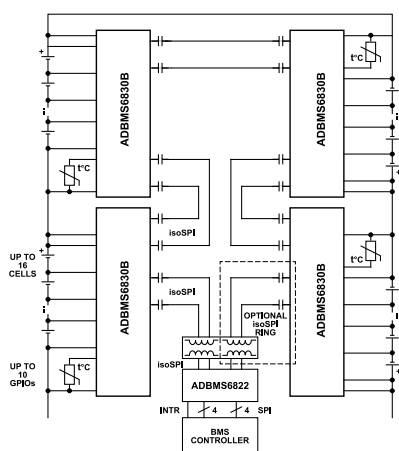 ADBMS6830B
ADBMS6830B
t°C
+
i
i
+
t°C
isoSPI
ADBMS6830B
ADBMS6830B
t°C
UP TO
16
CELLS
+
isoSPI
OPTIONAL
isoSPI
RING
i
i
isoSPI
+
UP TO
10
GPIOs
t°C
ADBMS6822
INTR
4
4
SPI
BMS
CONTROLLER